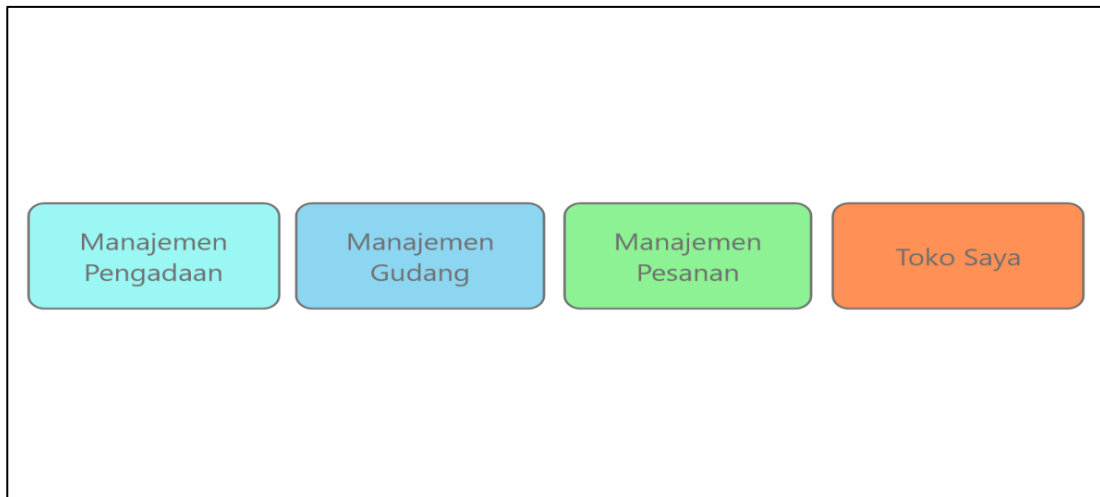 Manajemen
Pengadaan
Manajemen
Gudang
Manajemen
Pesanan
Toko Saya